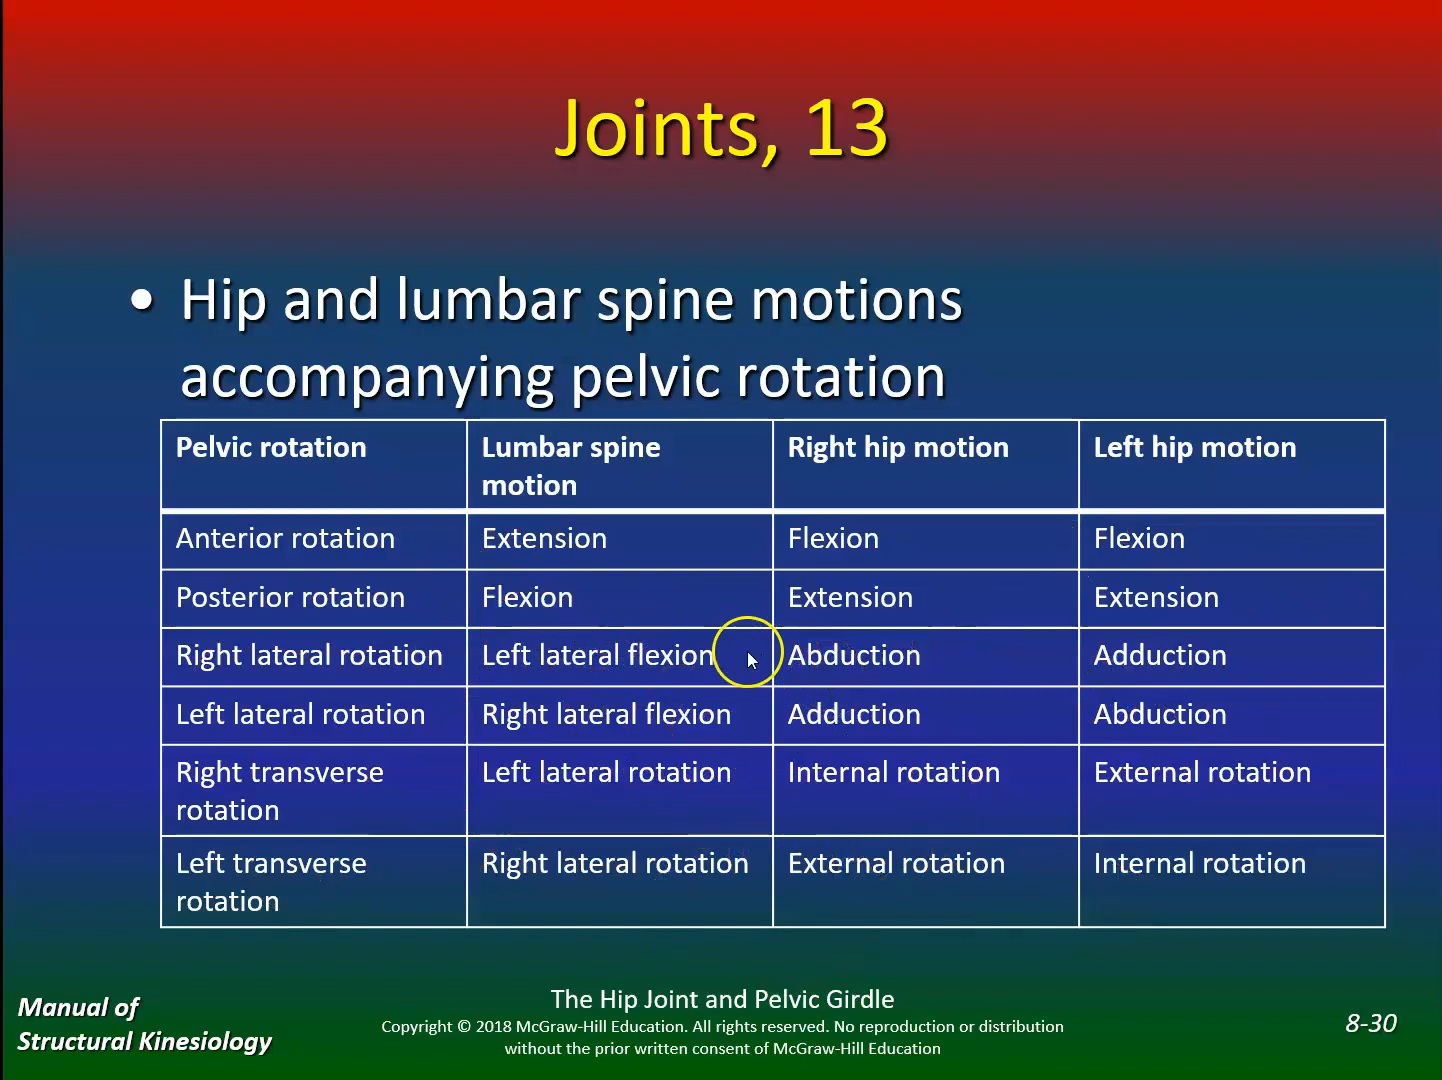 Joints, 13
• Hip and lumbar spine motions
accompanying pelvic rotation
Pelvic rotation Lumbar spine motion Right hip motion Left hip motion
Anterior rotation Extension Flexion Flexion
Posterior rotation Flexion Extension Extension
Right lateral rotation Left lateral flexion Abduction Adduction
Left lateral rotation Right lateral flexion Adduction Abduction
Right transverse rotation Left lateral rotation Internal rotation External rotation
Left transverse rotation Right lateral rotation External rotation Internal rotation
Manual of
Structural Kinesiology
The Hip Joint and Pelvic Girdle
Copyright © 2018 McGraw-Hill Education. All rights reserved. No reproduction or distribution
without the prior written consent of McGraw-Hill Education
8-30